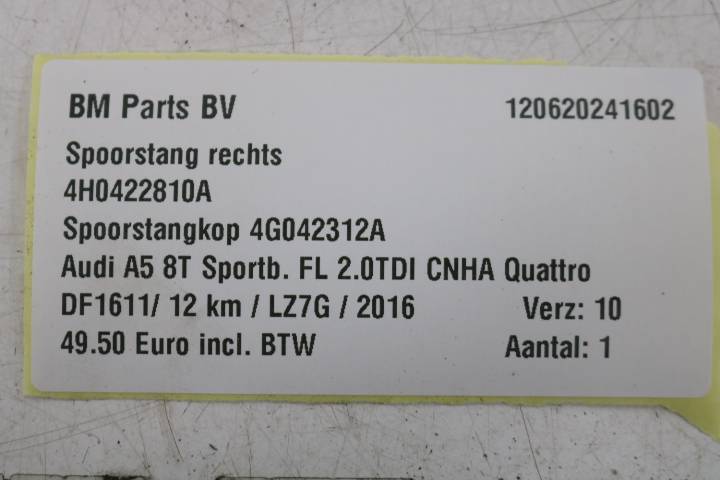 BM Parts BV 120620241602
Spoorstang rechts
4H0422810A
Spoorstangkop 4G042312A
Audi A5 8T Sportb. FL 2.0TDI CNHA Quattro
DF1611/ 12 km / LZ7G / 2016 Verz: 10
49.50 Euro incl. BTW Aantal: 1